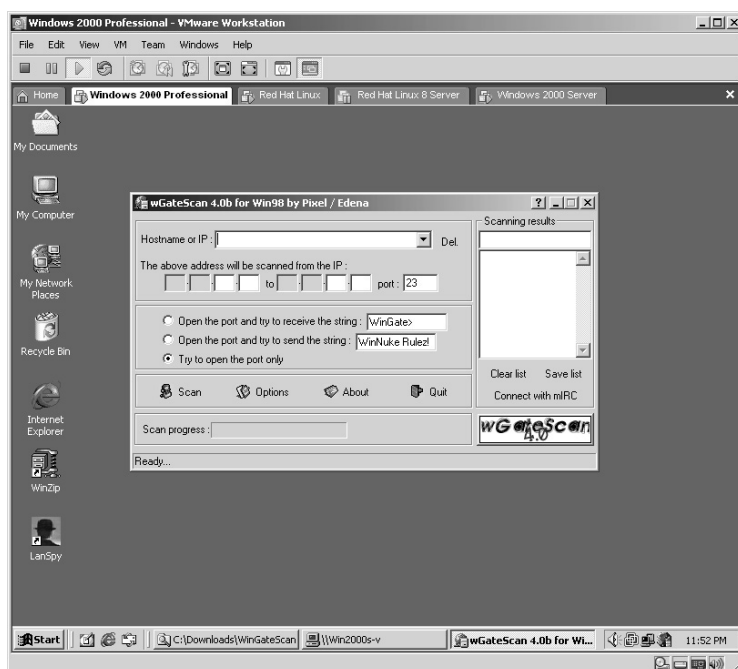 Windows 2000 Professional - VMware Workstation
File Edit View VM Team Windows Help
Home Windows 2000 Professional Red Hat Linux Red Hat Linux 8 Server Windows 2000 Server
My Documents
My Computer
My Network
Places
Recycle Bin
Internet
Explorer
WinZip
LanSpy
wGateScan 4.0b for Win98 by Pixel / Edena
Hostname or IP : Del.
The above address will be scanned from the IP :
to port : 23
Open the port and try to receive the string : WinGate>
Open the port and try to send the string : WinNuke Rulez!
Try to open the port only
Scan Options About Quit
Scan progress :
Ready...
Scanning results
Clear list Save list
Connect with mIRC
wGateScan
4.0
Start C:\Downloads\WinGateScan \\Win2000s-v wGateScan 4.0b for Wi... 11:52 PM